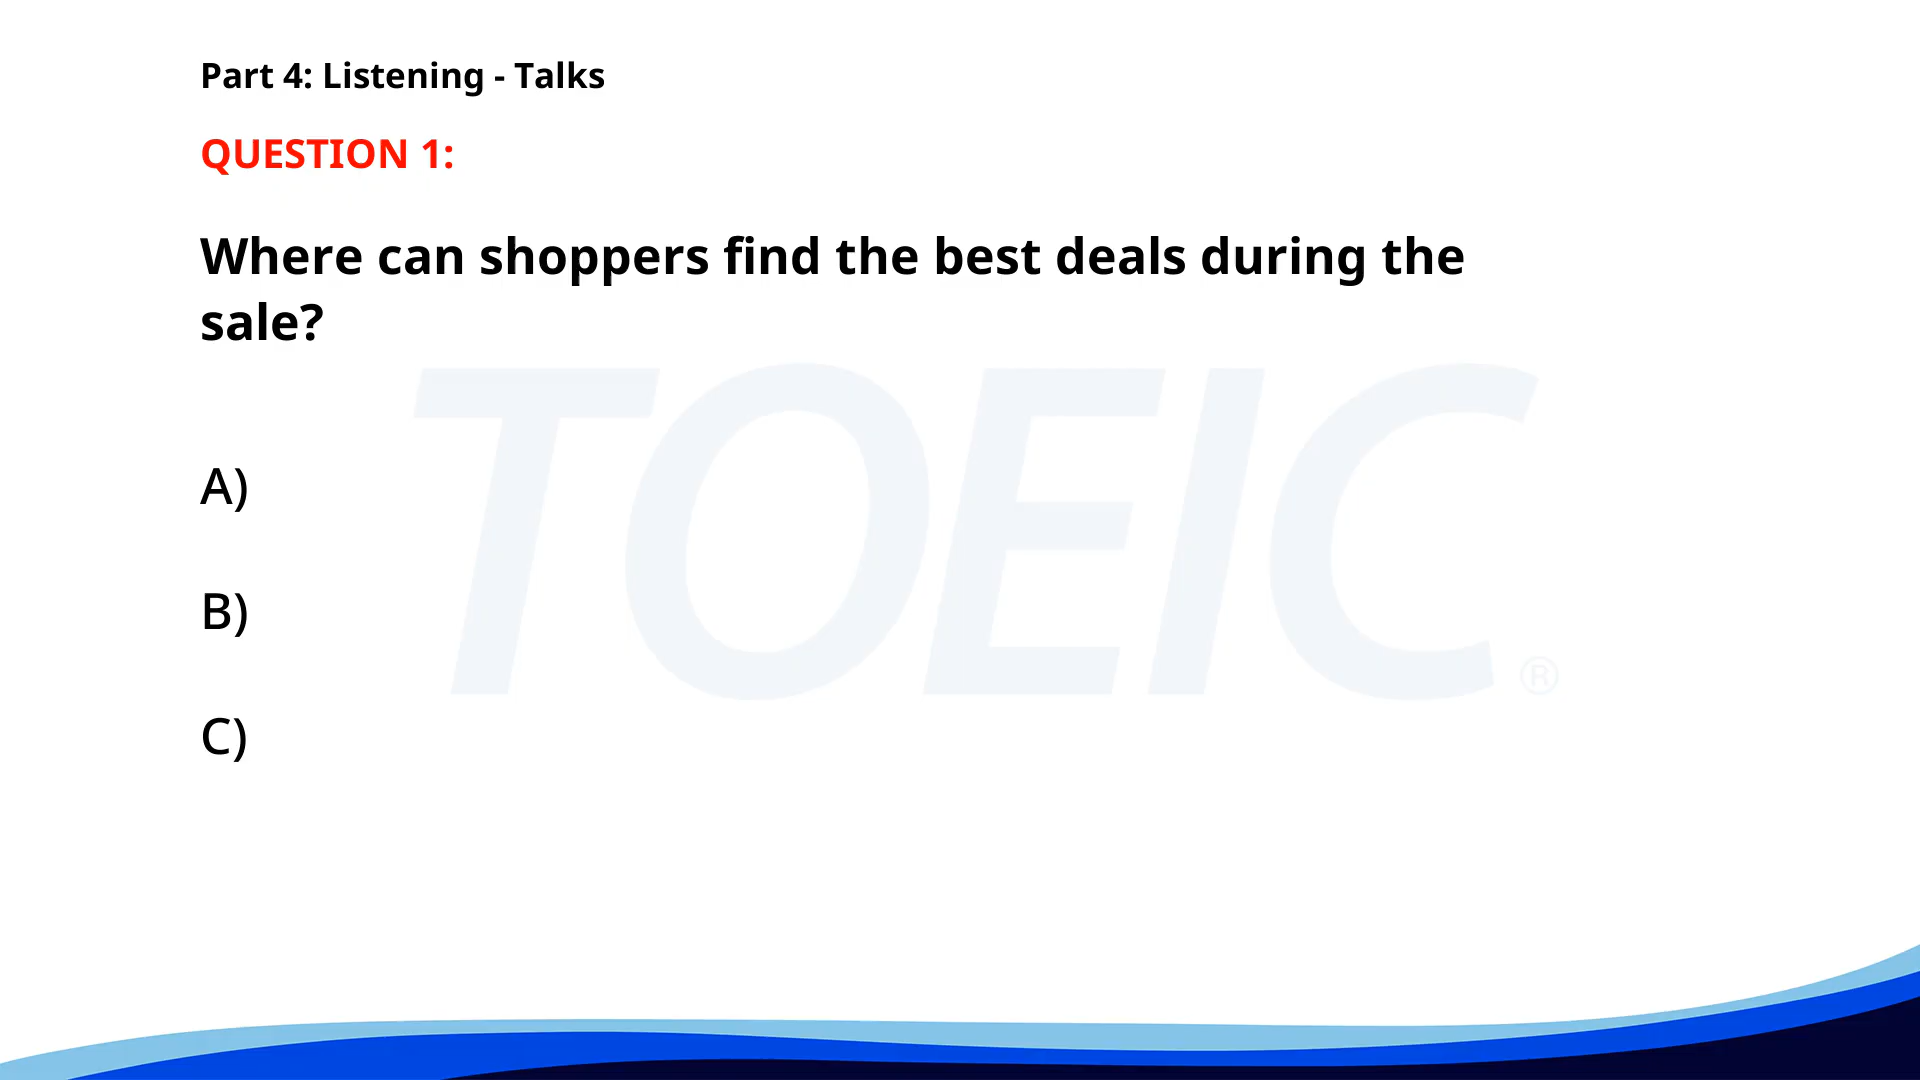 Part 4: Listening - Talks
QUESTION 1:
Where can shoppers find the best deals during the
sale?
TOEIC®
A)
B)
C)